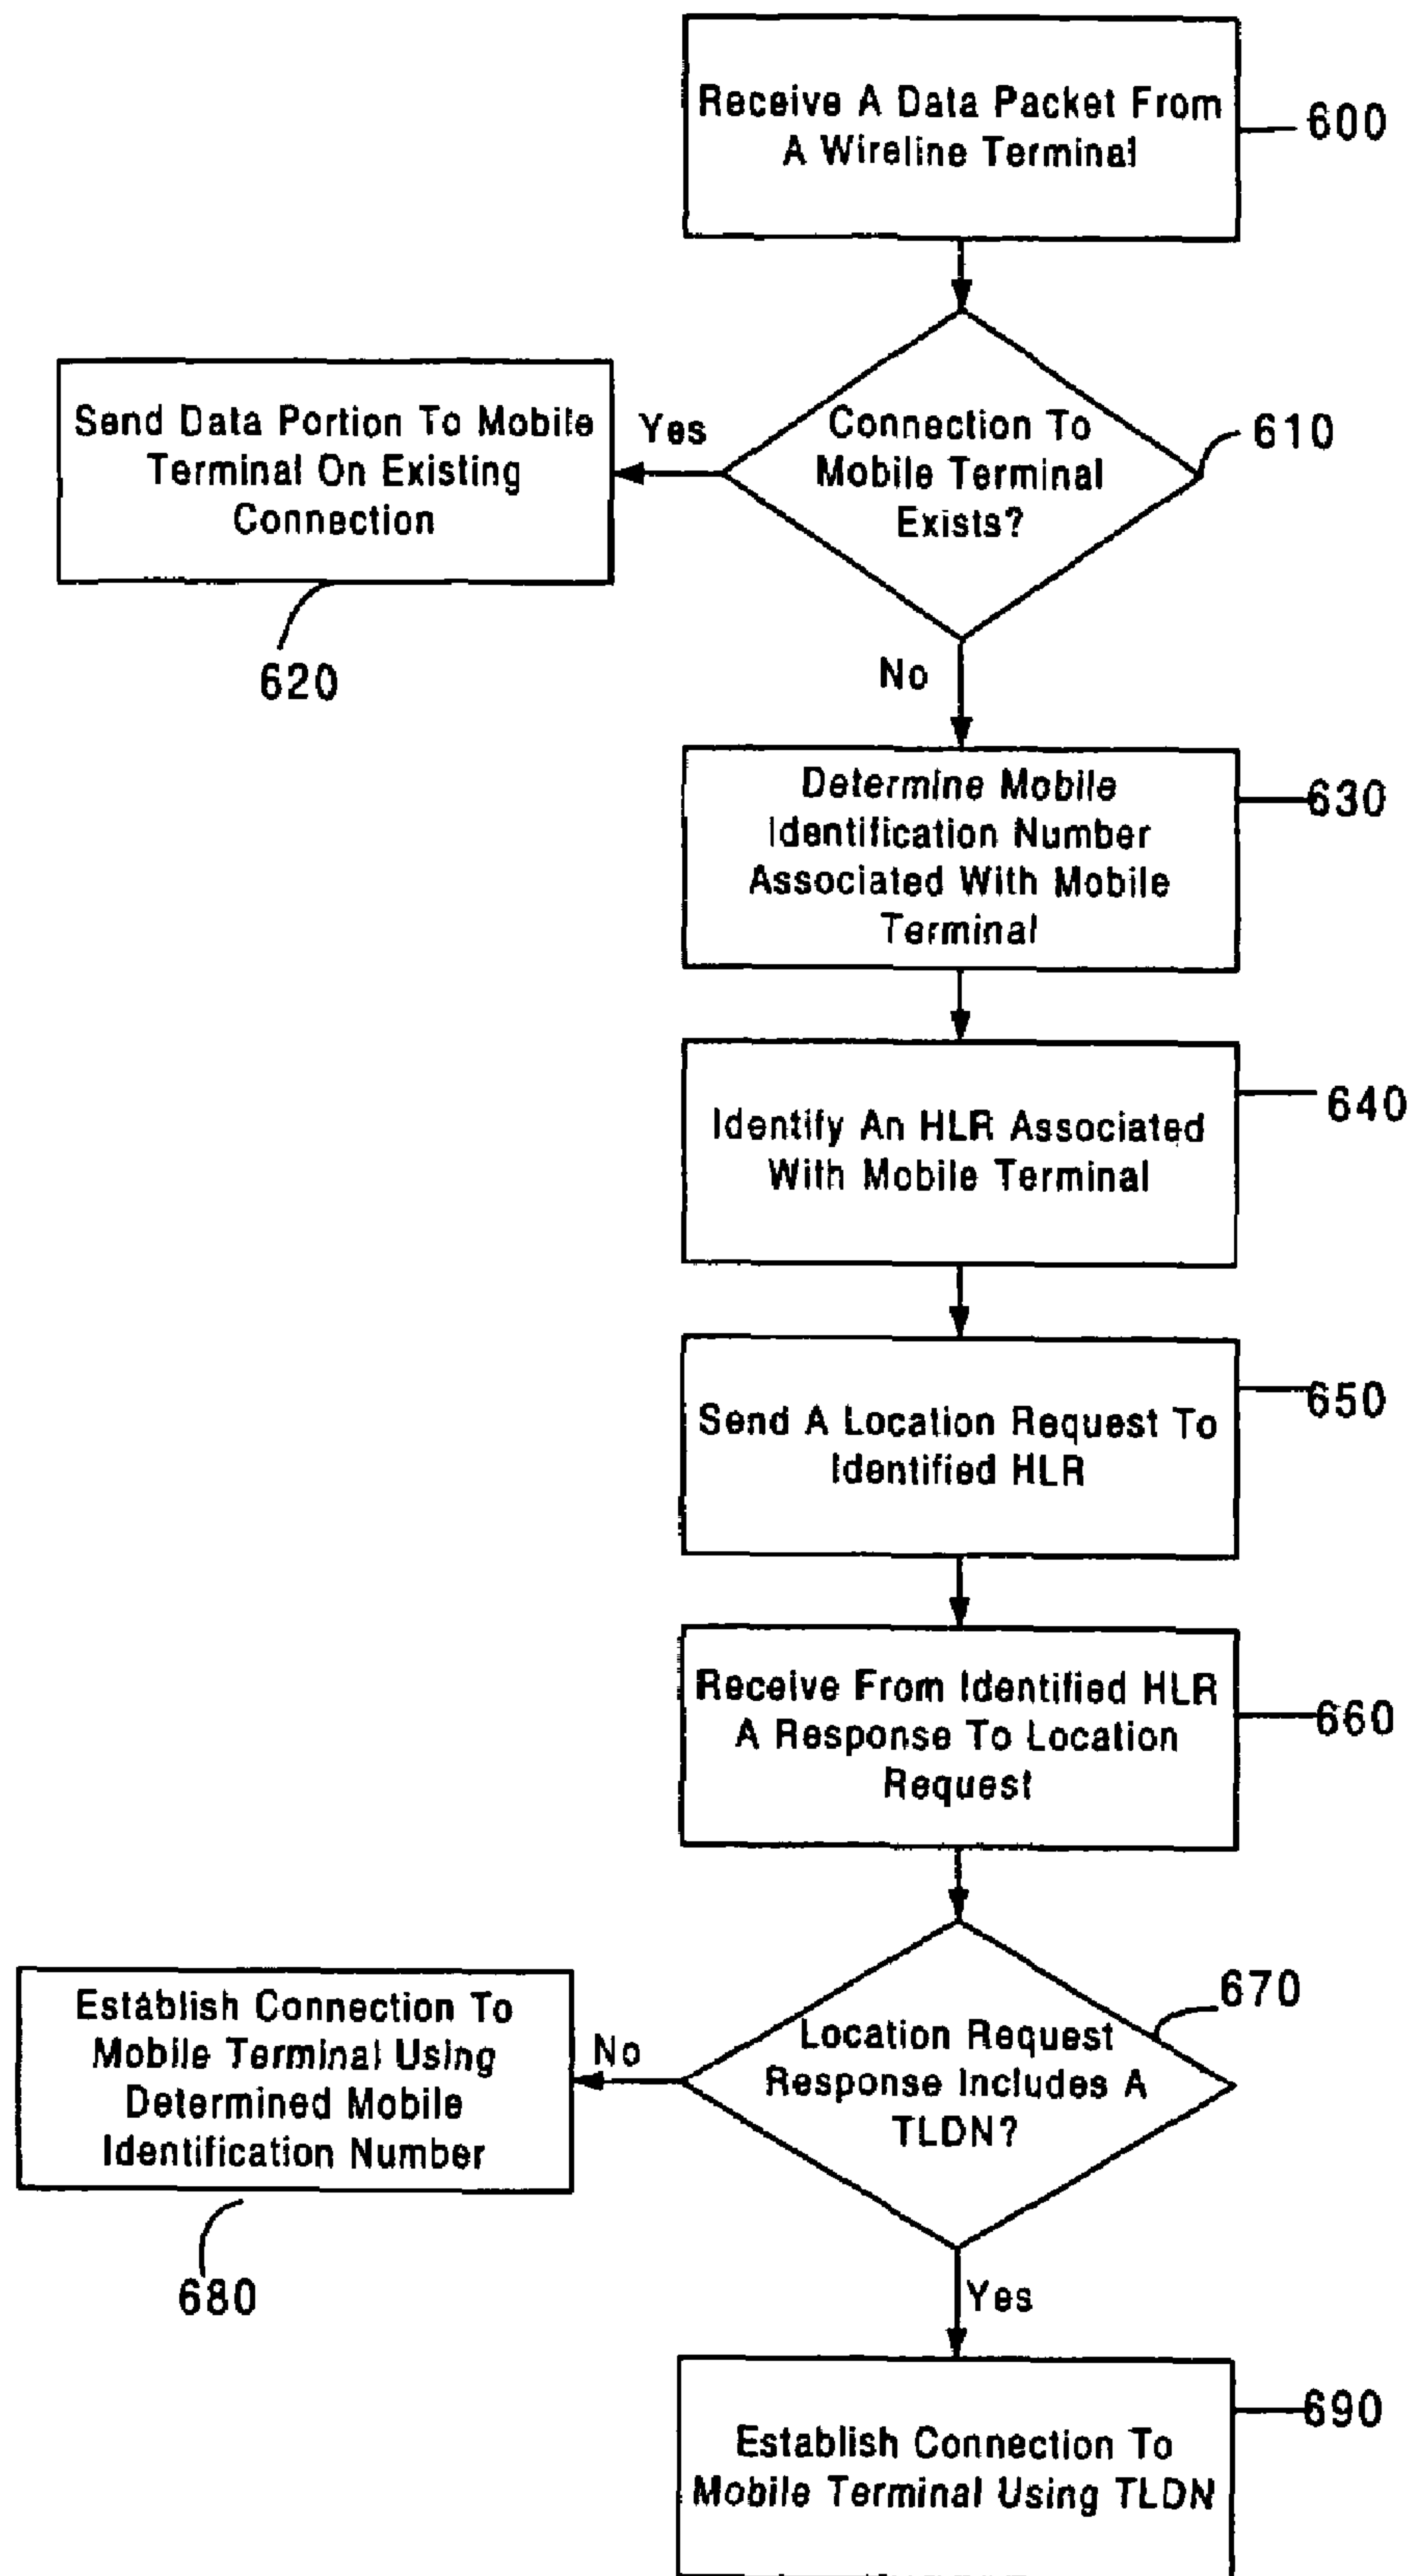 Receive A Data Packet From
A Wireline Terminal
600
Connection To
Mobile Terminal
Exists?
610
Yes
Send Data Portion To Mobile
Terminal On Existing
Connection
620
No
Determine Mobile
Identification Number
Associated With Mobile
Terminal
630
Identify An HLR Associated
With Mobile Terminal
640
Send A Location Request To
Identified HLR
650
Receive From Identified HLR
A Response To Location
Request
660
Location Request
Response Includes A
TLDN?
670
No
Establish Connection To
Mobile Terminal Using
Determined Mobile
Identification Number
680
Yes
Establish Connection To
Mobile Terminal Using TLDN
690